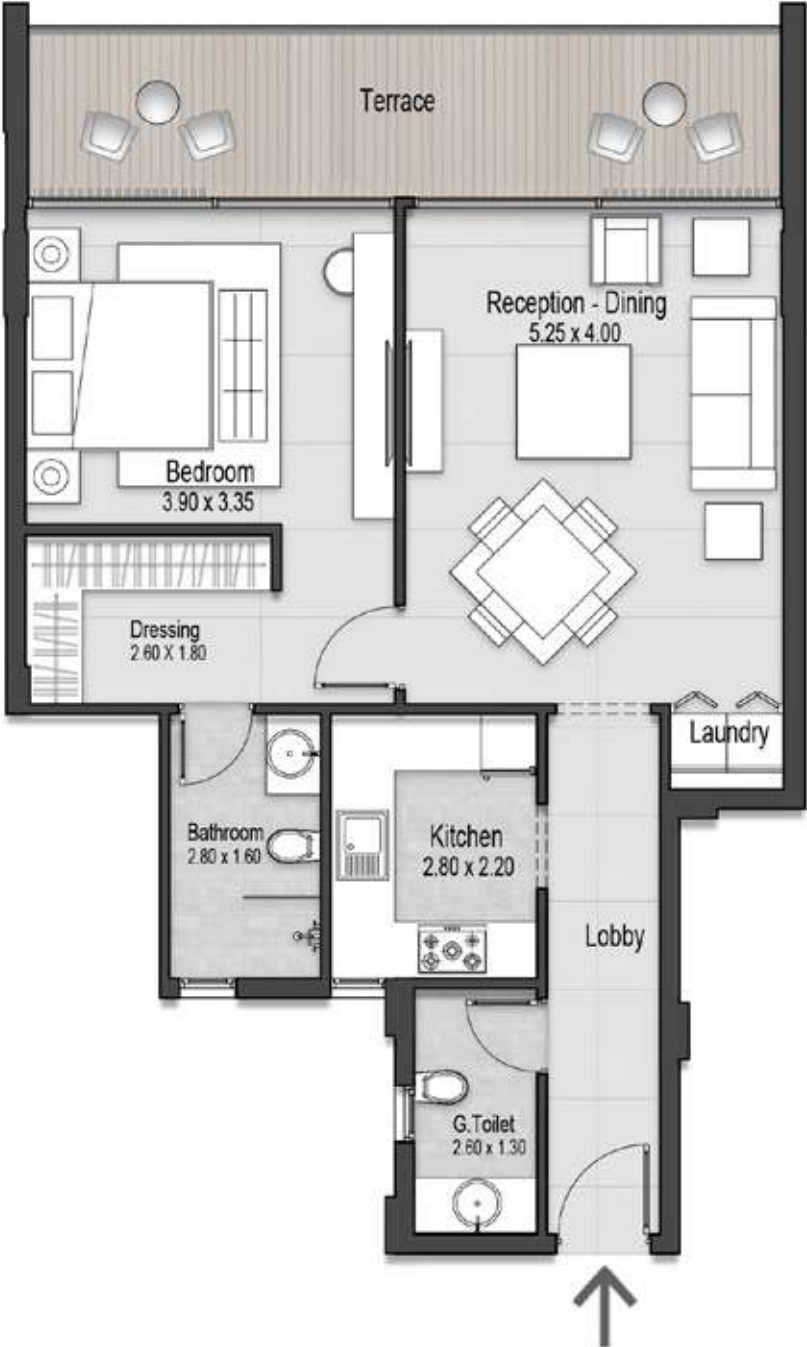 Terrace
Reception - Dining
5.25 x 4.00
Bedroom
3.90 x 3.35
Dressing
2.60 X 1.80
Laundry
Bathroom
2.80 x 1.60
Kitchen
2.80 x 2.20
Lobby
G.Toilet
2.60 x 1.30